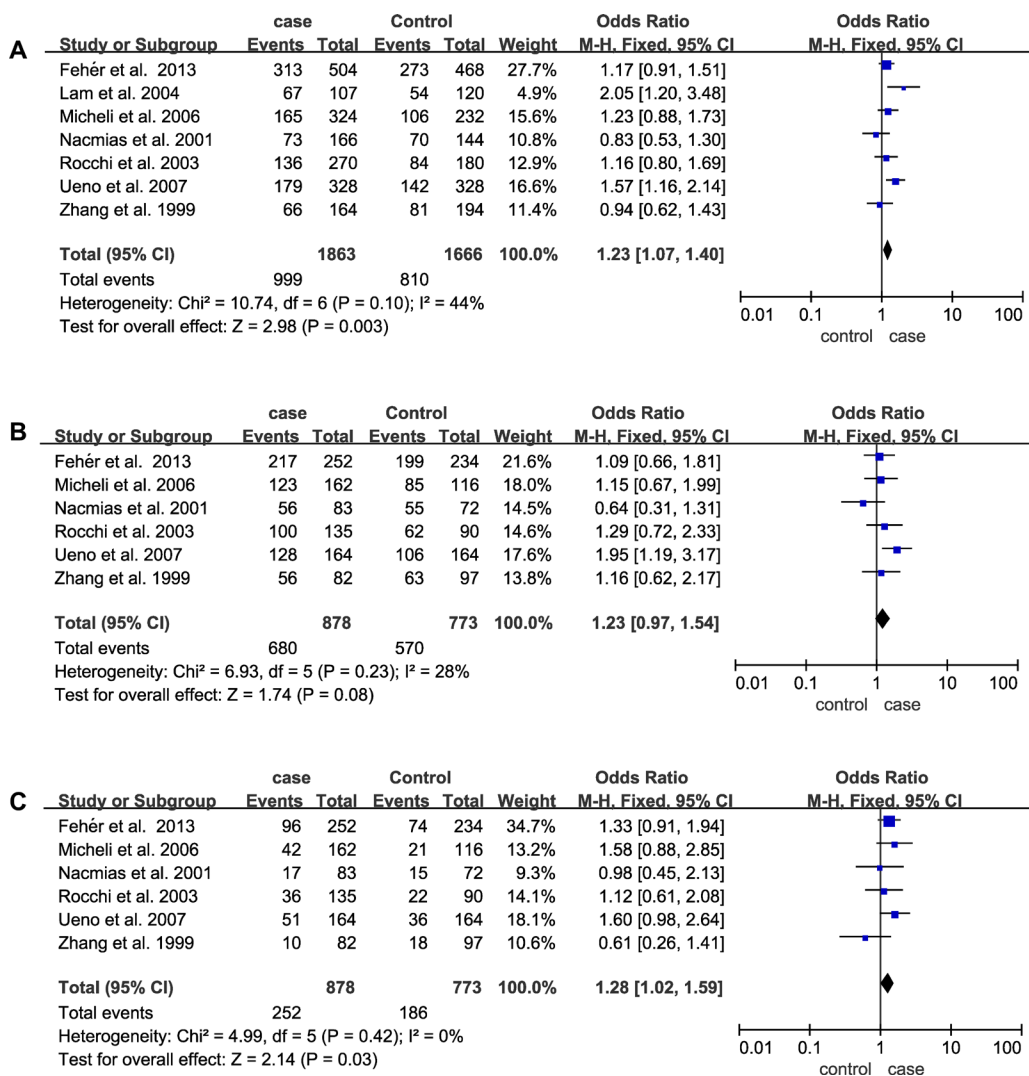 A
case Control Odds Ratio Odds Ratio
Study or Subgroup Events Total Events Total Weight M-H, Fixed, 95% CI M-H, Fixed, 95% CI
Fehér et al. 2013 313 504 273 468 27.7% 1.17 [0.91, 1.51]
Lam et al. 2004 67 107 54 120 4.9% 2.05 [1.20, 3.48]
Micheli et al. 2006 165 324 106 232 15.6% 1.23 [0.88, 1.73]
Nacmias et al. 2001 73 166 70 144 10.8% 0.83 [0.53, 1.30]
Rocchi et al. 2003 136 270 84 180 12.9% 1.16 [0.80, 1.69]
Ueno et al. 2007 179 328 142 328 16.6% 1.57 [1.16, 2.14]
Zhang et al. 1999 66 164 81 194 11.4% 0.94 [0.62, 1.43]
Total (95% CI) 1863 1666 100.0% 1.23 [1.07, 1.40]
Total events 999 810
Heterogeneity: Chi² = 10.74, df = 6 (P = 0.10); I² = 44%
Test for overall effect: Z = 2.98 (P = 0.003)
0.01 0.1 1 10 100
control case
B
case Control Odds Ratio Odds Ratio
Study or Subgroup Events Total Events Total Weight M-H, Fixed, 95% CI M-H, Fixed, 95% CI
Fehér et al. 2013 217 252 199 234 21.6% 1.09 [0.66, 1.81]
Micheli et al. 2006 123 162 85 116 18.0% 1.15 [0.67, 1.99]
Nacmias et al. 2001 56 83 55 72 14.5% 0.64 [0.31, 1.31]
Rocchi et al. 2003 100 135 62 90 14.6% 1.29 [0.72, 2.33]
Ueno et al. 2007 128 164 106 164 17.6% 1.95 [1.19, 3.17]
Zhang et al. 1999 56 82 63 97 13.8% 1.16 [0.62, 2.17]
Total (95% CI) 878 773 100.0% 1.23 [0.97, 1.54]
Total events 680 570
Heterogeneity: Chi² = 6.93, df = 5 (P = 0.23); I² = 28%
Test for overall effect: Z = 1.74 (P = 0.08)
0.01 0.1 1 10 100
control case
C
case Control Odds Ratio Odds Ratio
Study or Subgroup Events Total Events Total Weight M-H, Fixed, 95% CI M-H, Fixed, 95% CI
Fehér et al. 2013 96 252 74 234 34.7% 1.33 [0.91, 1.94]
Micheli et al. 2006 42 162 21 116 13.2% 1.58 [0.88, 2.85]
Nacmias et al. 2001 17 83 15 72 9.3% 0.98 [0.45, 2.13]
Rocchi et al. 2003 36 135 22 90 14.1% 1.12 [0.61, 2.08]
Ueno et al. 2007 51 164 36 164 18.1% 1.60 [0.98, 2.64]
Zhang et al. 1999 10 82 18 97 10.6% 0.61 [0.26, 1.41]
Total (95% CI) 878 773 100.0% 1.28 [1.02, 1.59]
Total events 252 186
Heterogeneity: Chi² = 4.99, df = 5 (P = 0.42); I² = 0%
Test for overall effect: Z = 2.14 (P = 0.03)
0.01 0.1 1 10 100
control case